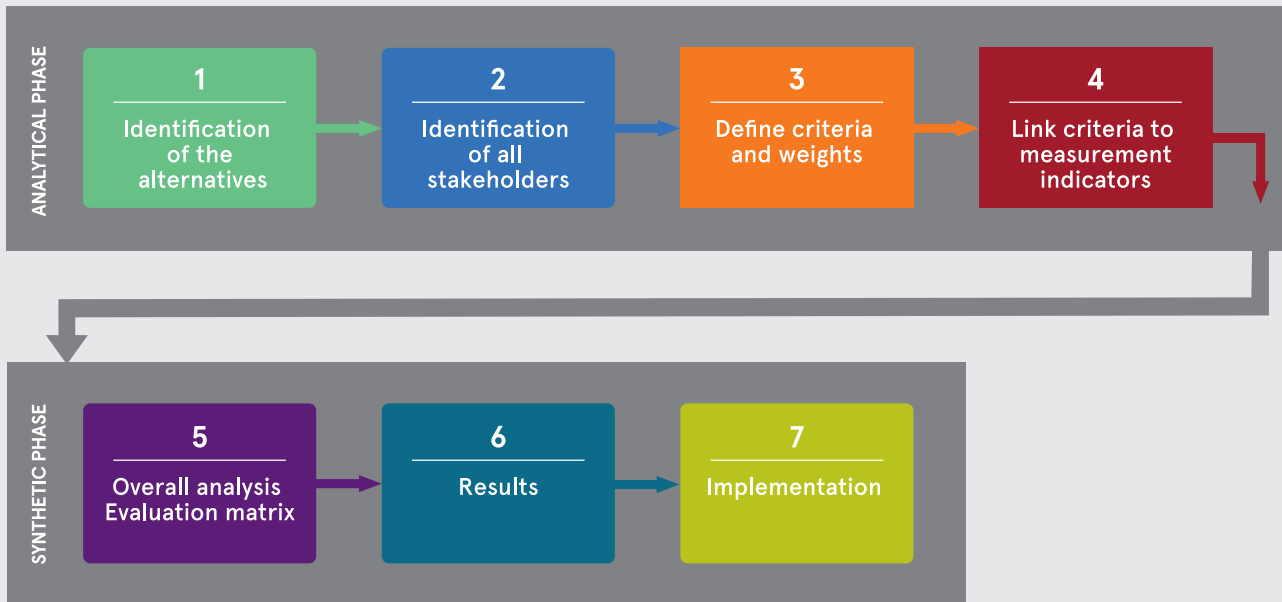 ANALYTICAL PHASE
1
Identification
of the
alternatives
2
Identification
of all
stakeholders
3
Define criteria
and weights
4
Link criteria to
measurement
indicators
SYNTHETIC PHASE
5
Overall analysis
Evaluation matrix
6
Results
7
Implementation